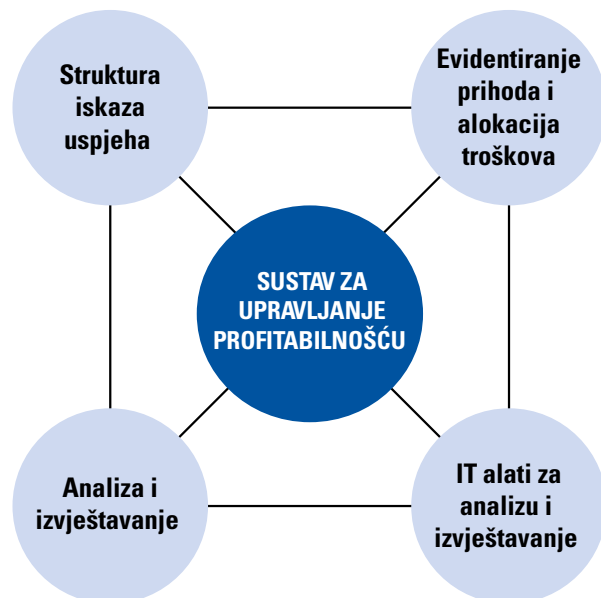 Struktura
iskaza
uspjeha
Evidentiranje
prihoda i
alokacija
troškova
SUSTAV ZA
UPRAVLJANJE
PROFITABILNOŠĆU
Analiza i
izvještavanje
IT alati za
analizu i
izvještavanje